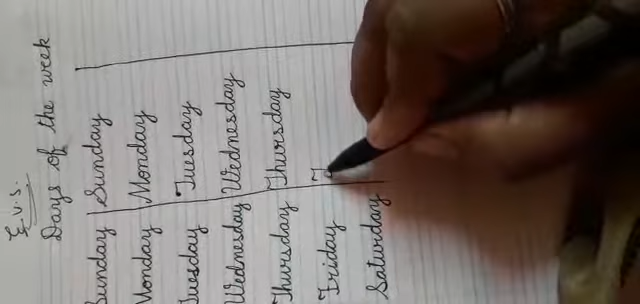 E.V.S.
Days of the week
Sunday Sunday
Monday Monday
Tuesday Tuesday
Wednesday Wednesday
Thursday Thursday
Friday
Saturday